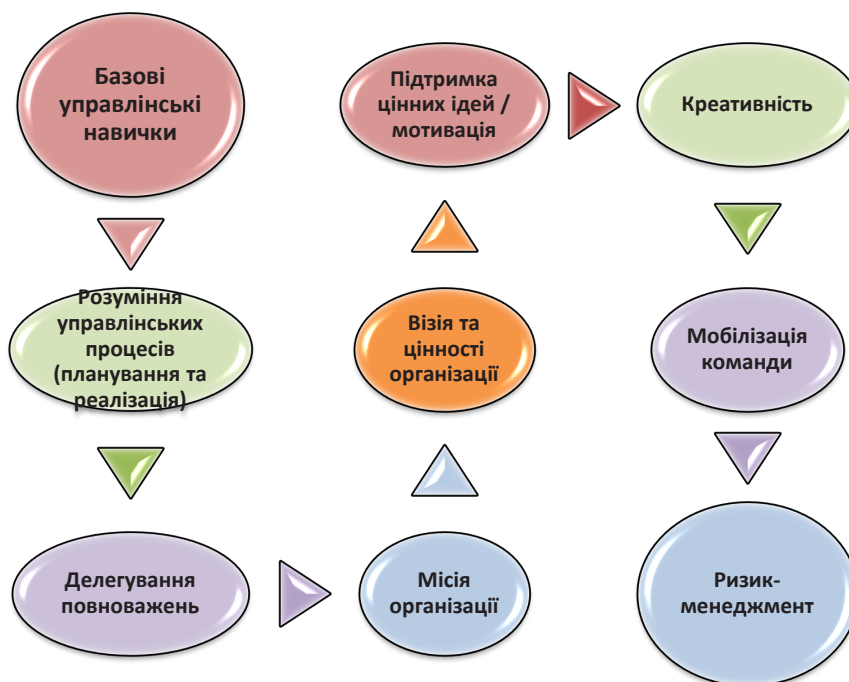 Базові
управлінські
навички
Розуміння
управлінських
процесів
(планування та
реалізація)
Делегування
повноважень
Місія
організації
Візія та
цінності
організації
Підтримка
цінних ідей /
мотивація
Креативність
Мобілізація
команди
Ризик-
менеджмент